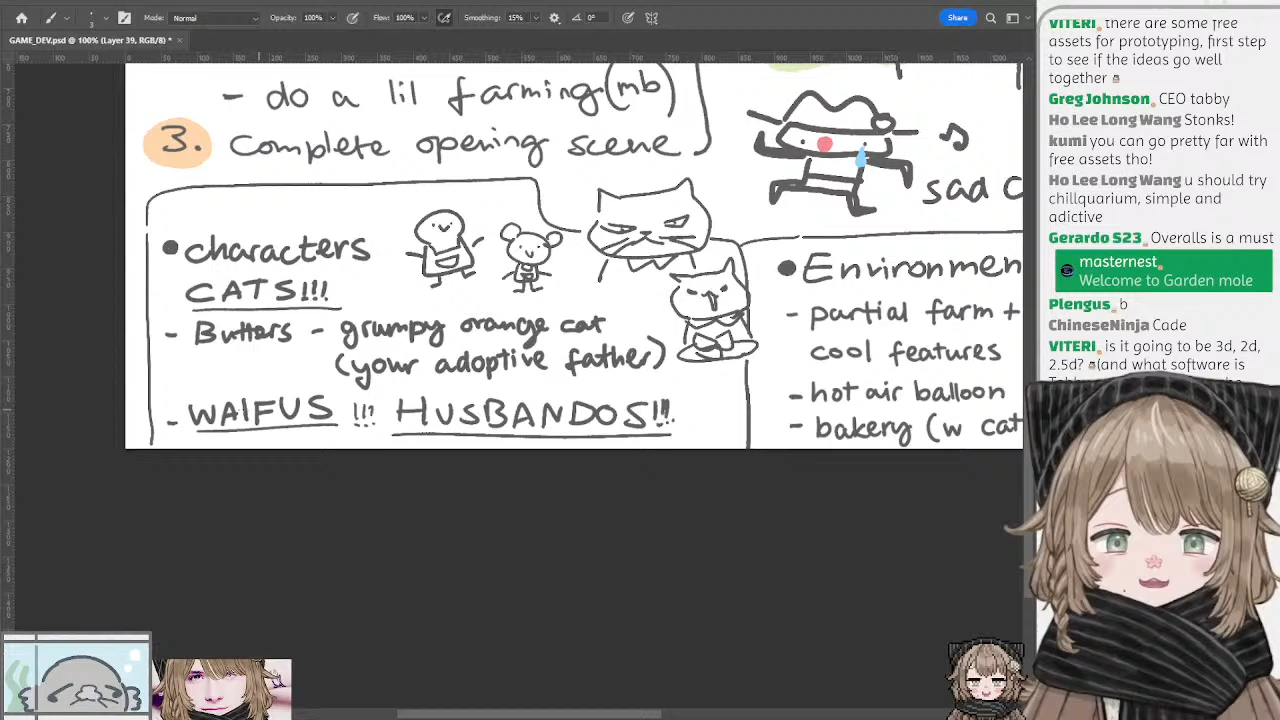 Mode: Normal Opacity: 100% Flow: 100% Smoothing: 15% 0° Share
GAME_DEV.psd @ 100% (Layer 39, RGB/8) *
- do a lil farming (mb)
3. Complete opening scene
sad c
characters
CATS!!!
- Butters - grumpy orange cat
(your adoptive father)
- WAIFUS !!! HUSBANDOS!!!
Environmen
- partial farm +
cool features
- hot air balloon
- bakery (w cat
VITERI there are some free
assets for prototyping, first step
to see if the ideas go well
together
Greg Johnson CEO tabby
Ho Lee Long Wang Stonks!
kumi you can go pretty far with
free assets tho!
Ho Lee Long Wang u should try
chillquarium, simple and
adictive
Gerardo S23 Overalls is a must
masternest
Welcome to Garden mole
Plengus b
ChineseNinja Code
VITERI is it going to be 3d, 2d,
2.5d? (and what software is